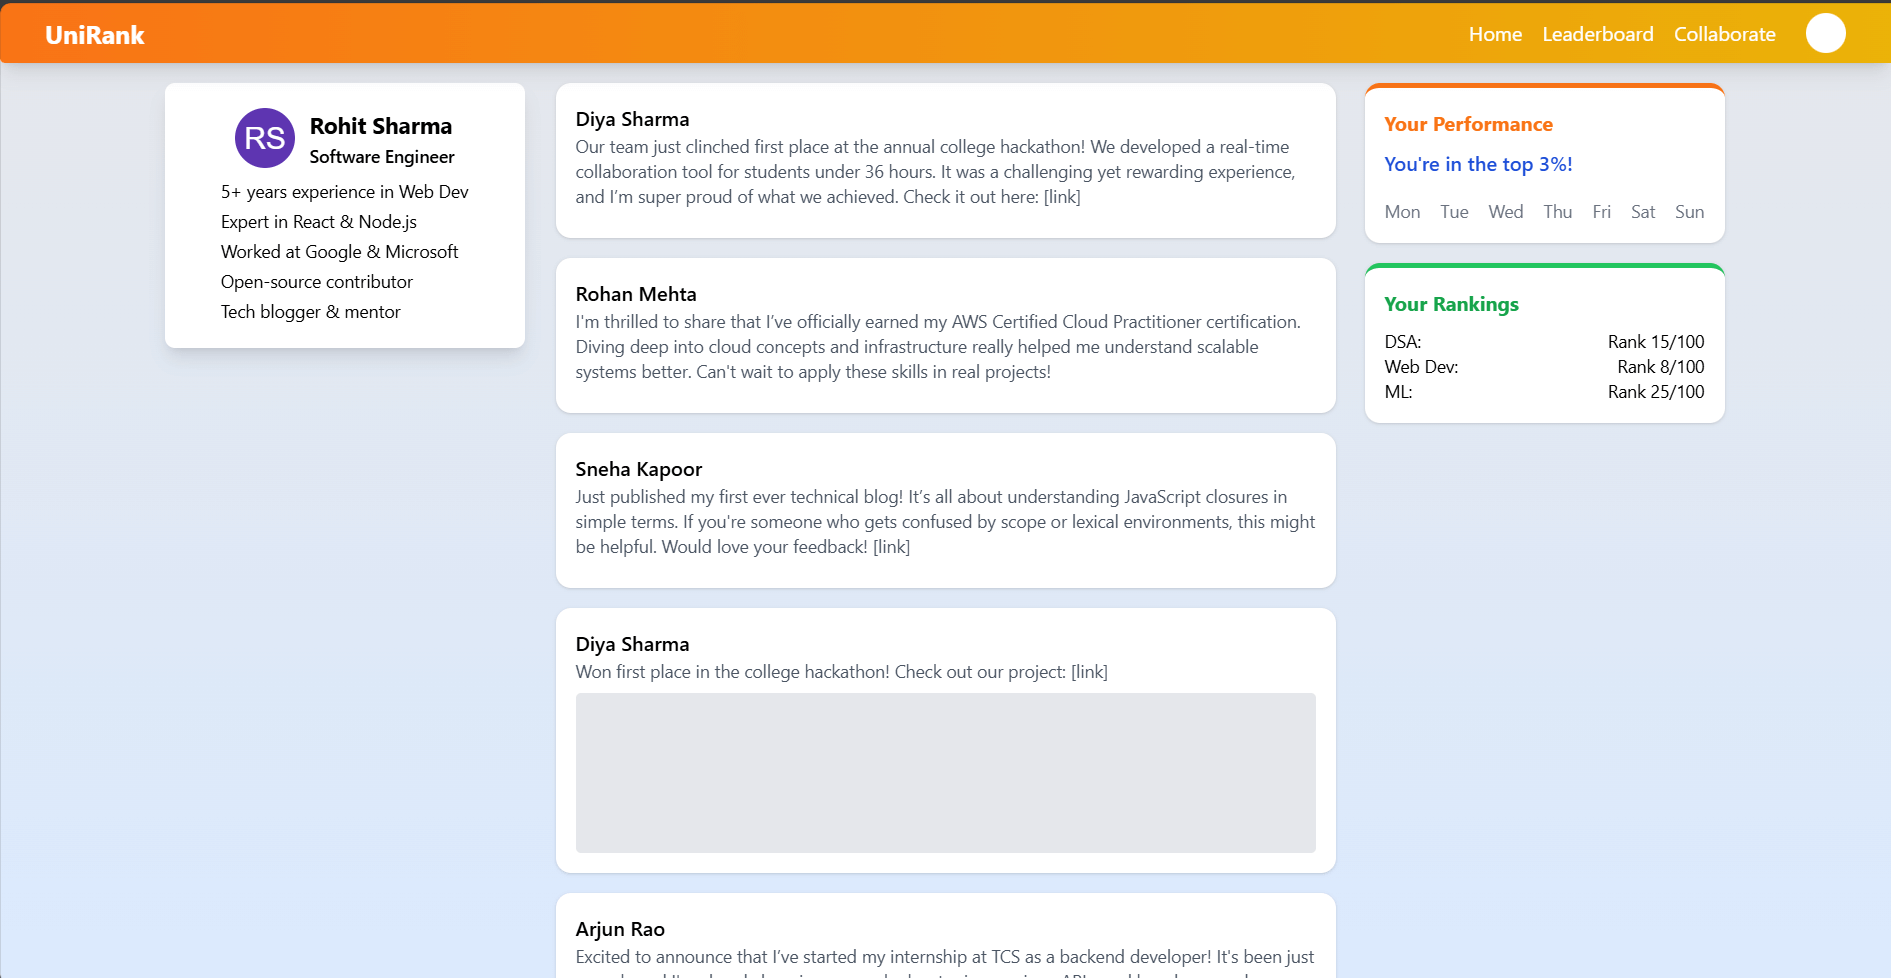 UniRank
Home Leaderboard Collaborate
RS
Rohit Sharma
Software Engineer
5+ years experience in Web Dev
Expert in React & Node.js
Worked at Google & Microsoft
Open-source contributor
Tech blogger & mentor
Diya Sharma
Our team just clinched first place at the annual college hackathon! We developed a real-time
collaboration tool for students under 36 hours. It was a challenging yet rewarding experience,
and I’m super proud of what we achieved. Check it out here: [link]
Rohan Mehta
I'm thrilled to share that I’ve officially earned my AWS Certified Cloud Practitioner certification.
Diving deep into cloud concepts and infrastructure really helped me understand scalable
systems better. Can't wait to apply these skills in real projects!
Sneha Kapoor
Just published my first ever technical blog! It’s all about understanding JavaScript closures in
simple terms. If you're someone who gets confused by scope or lexical environments, this might
be helpful. Would love your feedback! [link]
Diya Sharma
Won first place in the college hackathon! Check out our project: [link]
Arjun Rao
Excited to announce that I’ve started my internship at TCS as a backend developer! It's been just
Your Performance
You're in the top 3%!
Mon Tue Wed Thu Fri Sat Sun
Your Rankings
DSA: Rank 15/100
Web Dev: Rank 8/100
ML: Rank 25/100